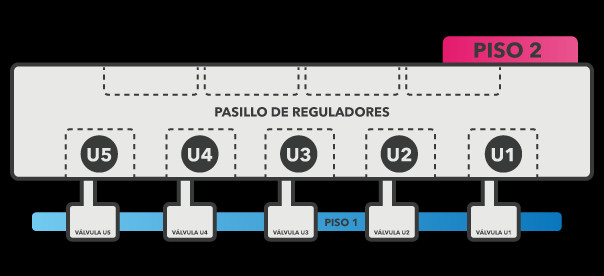 PISO 2
PASILLO DE REGULADORES
U5 U4 U3 U2 U1
PISO 1
VÁLVULA U5 VÁLVULA U4 VÁLVULA U3 VÁLVULA U2 VÁLVULA U1